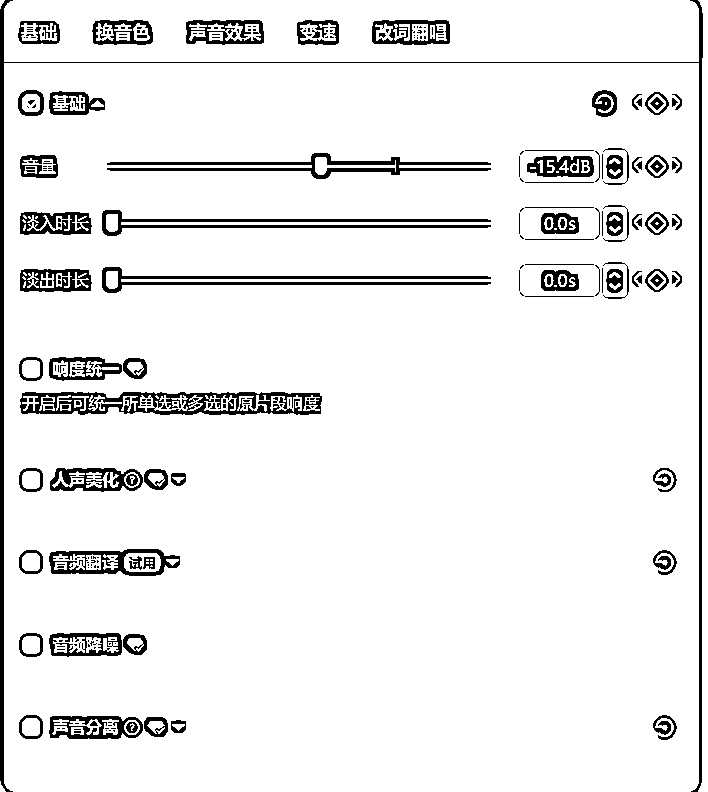 基础 换音色 声音效果 变速 改词翻唱
基础
音量 -15.4dB
淡入时长 0.0s
淡出时长 0.0s
响度统一
开启后可统一所单选或多选的原片段响度
人声美化
音频翻译 试用
音频降噪
声音分离